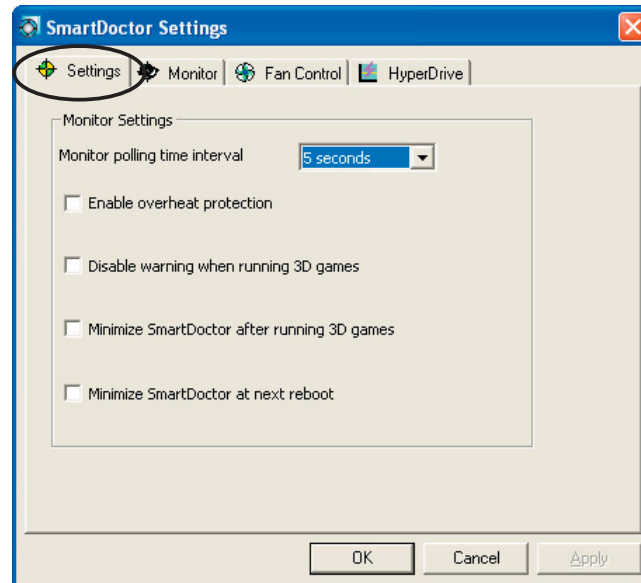 SmartDoctor Settings
Settings Monitor Fan Control HyperDrive
Monitor Settings
Monitor polling time interval 5 seconds
Enable overheat protection
Disable warning when running 3D games
Minimize SmartDoctor after running 3D games
Minimize SmartDoctor at next reboot
OK Cancel Apply